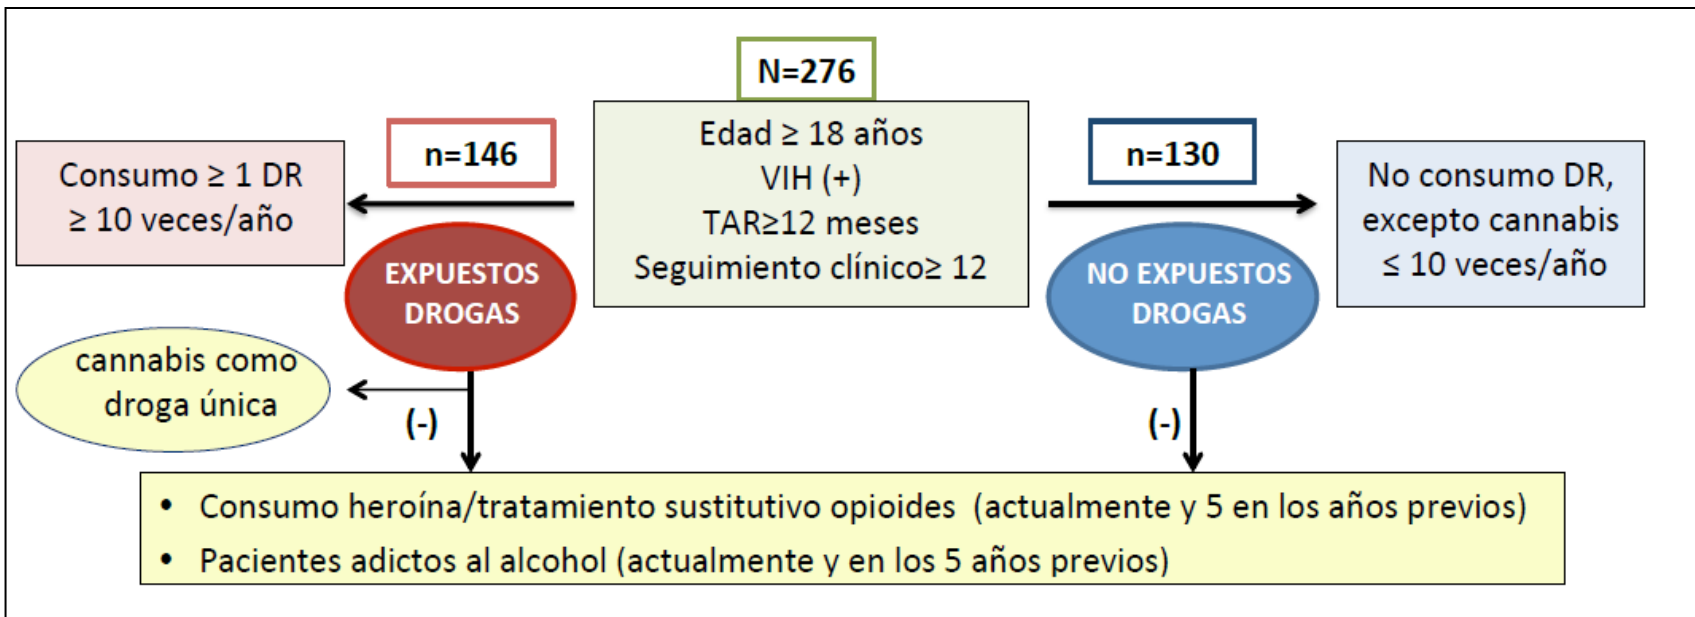 N=276
Edad ≥ 18 años
VIH (+)
TAR≥12 meses
Seguimiento clínico≥ 12
n=146
n=130
Consumo ≥ 1 DR
≥ 10 veces/año
No consumo DR,
excepto cannabis
≤ 10 veces/año
EXPUESTOS
DROGAS
NO EXPUESTOS
DROGAS
cannabis como
droga única
(-)
(-)
• Consumo heroína/tratamiento sustitutivo opioides (actualmente y 5 en los años previos)
• Pacientes adictos al alcohol (actualmente y en los 5 años previos)